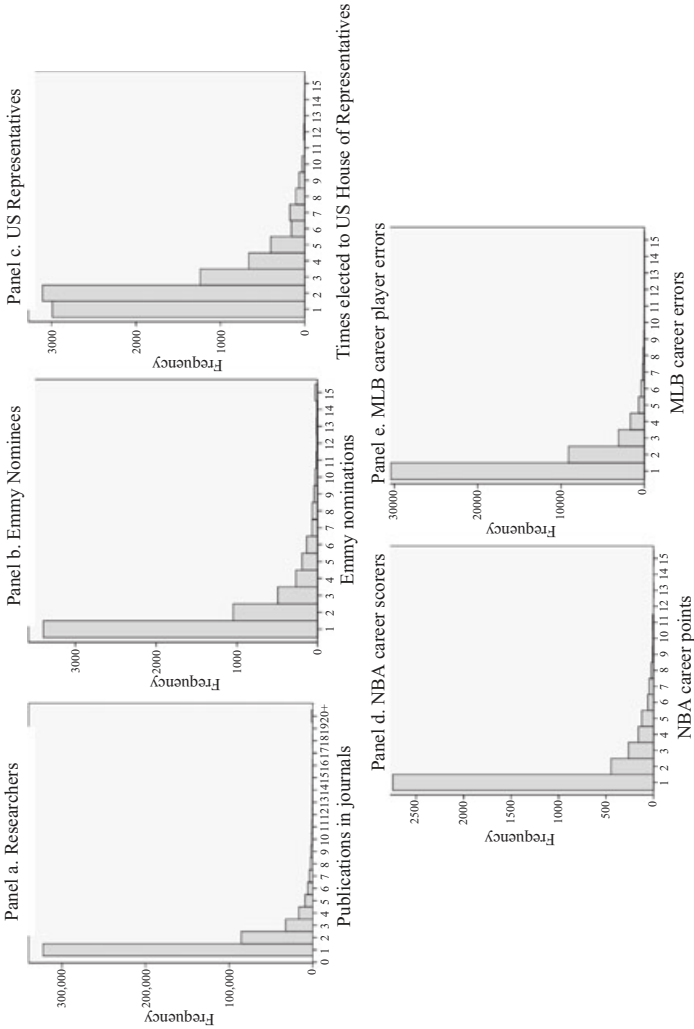 Panel a. Researchers
Frequency
300,000
200,000
100,000
0
0 1 2 3 4 5 6 7 8 9 10 11 12 13 14 15 16 17 18 19 20+
Publications in journals
Panel b. Emmy Nominees
Frequency
3000
2000
1000
0
1 2 3 4 5 6 7 8 9 10 11 12 13 14 15
Emmy nominations
Panel c. US Representatives
Frequency
3000
2000
1000
0
1 2 3 4 5 6 7 8 9 10 11 12 13 14 15
Times elected to US House of Representatives
Panel d. NBA career scorers
Frequency
2500
2000
1500
1000
500
0
1 2 3 4 5 6 7 8 9 10 11 12 13 14 15
NBA career points
Panel e. MLB career player errors
Frequency
30000
20000
10000
0
1 2 3 4 5 6 7 8 9 10 11 12 13 14 15
MLB career errors